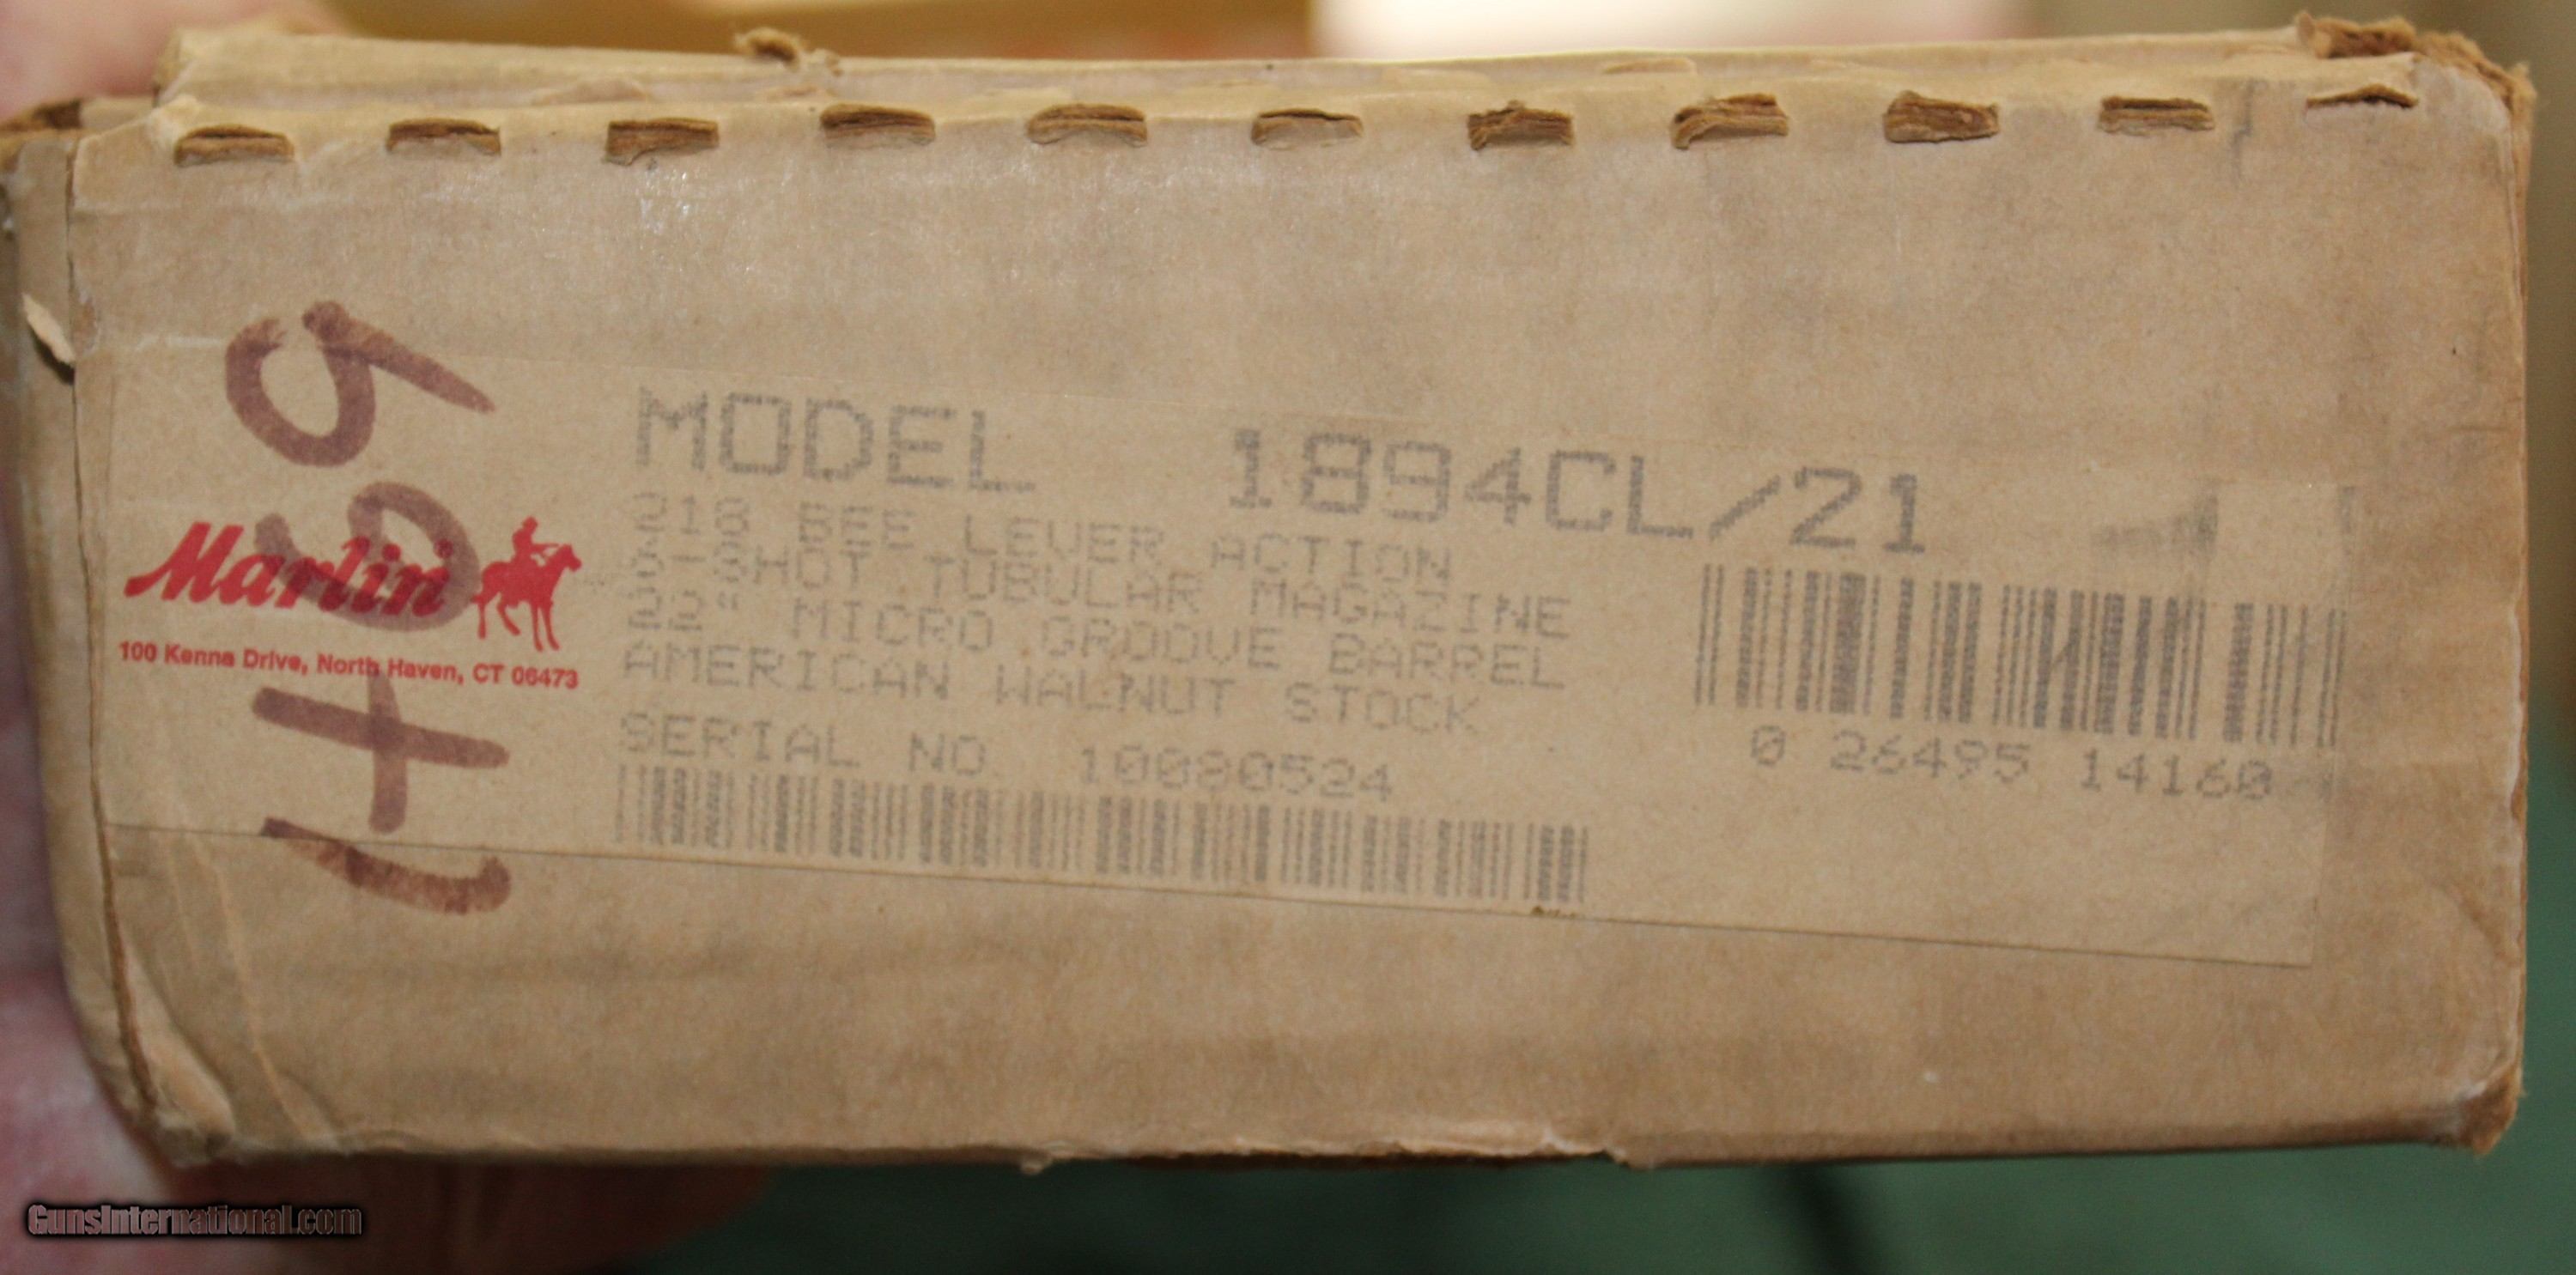 MODEL 1894CL/21
218 BEE LEVER ACTION
6-SHOT TUBULAR MAGAZINE
22" MICRO GROOVE BARREL
AMERICAN WALNUT STOCK
SERIAL NO. 10080524
Marlin
100 Kenna Drive, North Haven, CT 06473
0 26495 14160
GunsInternational.com